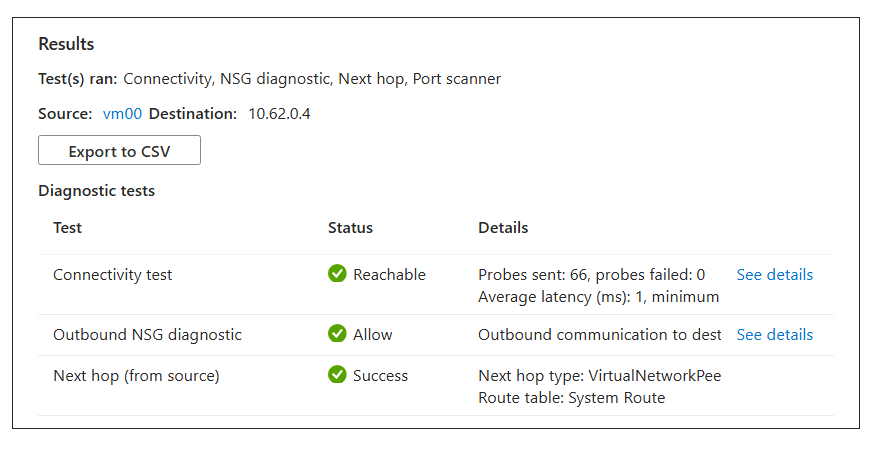 Results
Test(s) ran: Connectivity, NSG diagnostic, Next hop, Port scanner
Source: vm00 Destination: 10.62.0.4
Export to CSV
Diagnostic tests
Test Status Details
Connectivity test Reachable Probes sent: 66, probes failed: 0 See details
Average latency (ms): 1, minimum
Outbound NSG diagnostic Allow Outbound communication to dest See details
Next hop (from source) Success Next hop type: VirtualNetworkPee
Route table: System Route